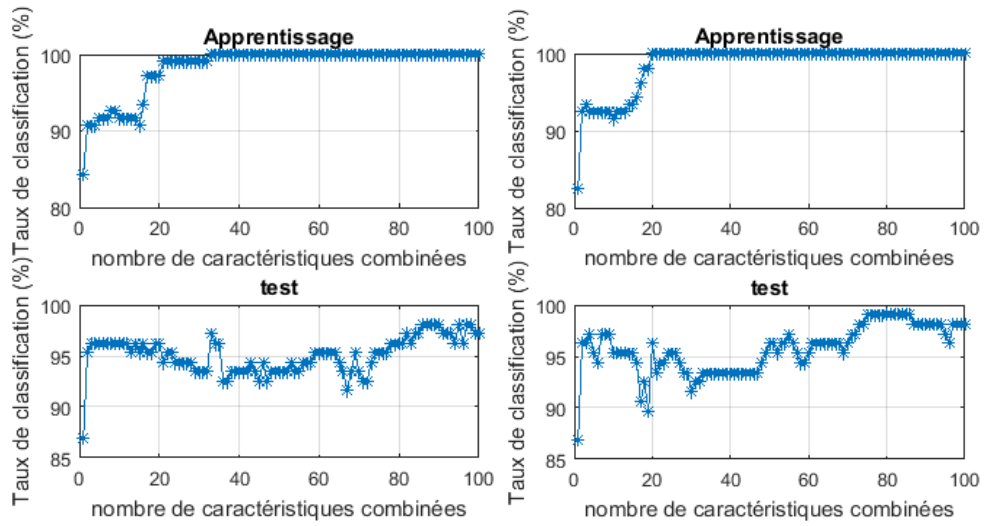 Apprentissage
Taux de classification (%)
100
90
80
0 20 40 60 80 100
nombre de caractéristiques combinées
Apprentissage
Taux de classification (%)
100
90
80
0 20 40 60 80 100
nombre de caractéristiques combinées
test
Taux de classification (%)
100
95
90
85
0 20 40 60 80 100
nombre de caractéristiques combinées
test
Taux de classification (%)
100
95
90
85
0 20 40 60 80 100
nombre de caractéristiques combinées